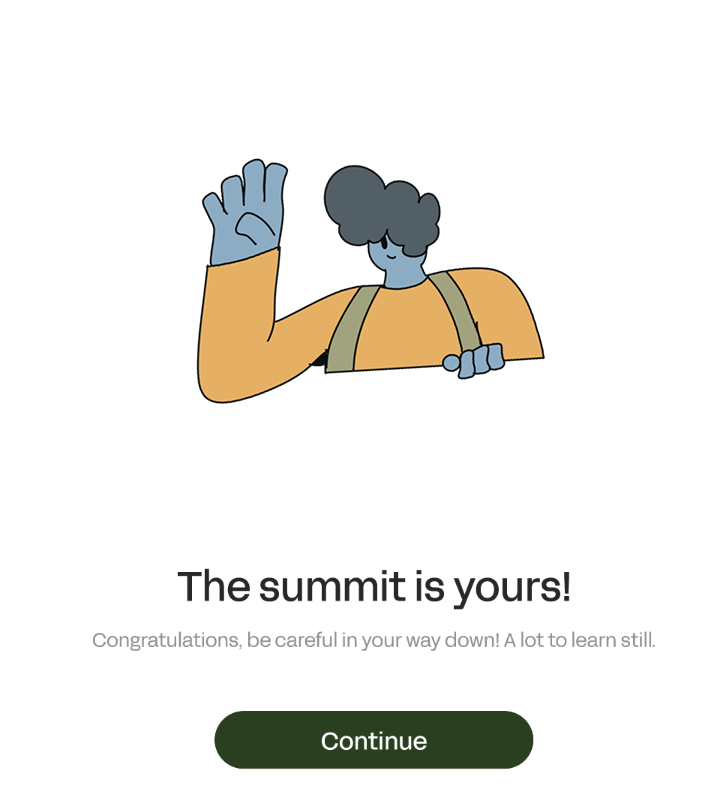 The summit is yours!
Congratulations, be careful in your way down! A lot to learn still.
Continue